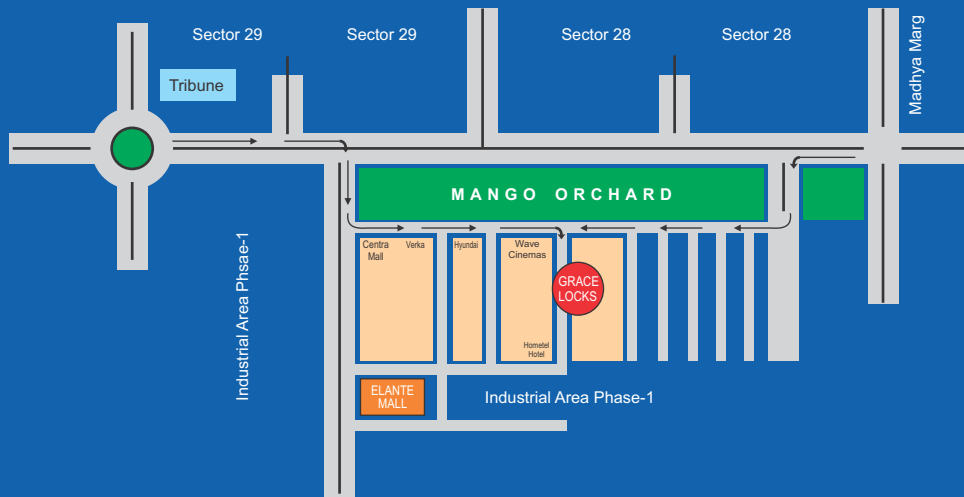 Sector 29
Sector 29
Sector 28
Sector 28
Madhya Marg
Tribune
MANGO ORCHARD
Centra
Mall
Verka
Hyundai
Wave
Cinemas
GRACE
LOCKS
Hometel
Hotel
Industrial Area Phsae-1
ELANTE
MALL
Industrial Area Phase-1